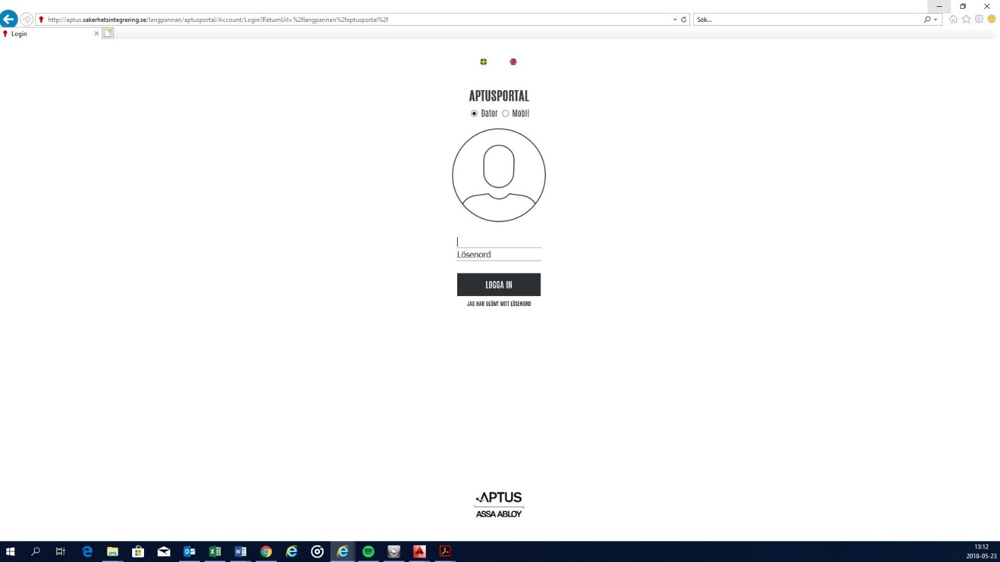 http://aptus.sakerhetsintegrering.se/langpannan/aptusportal/Account/Login?ReturnUrl=%2flangpannan%2faptusportal%2f
Sök...
Login
APTUSPORTAL
Dator Mobil
Lösenord
LOGGA IN
JAG HAR GLÖMT MITT LÖSENORD
APTUS
ASSA ABLOY
13:12
2018-05-23